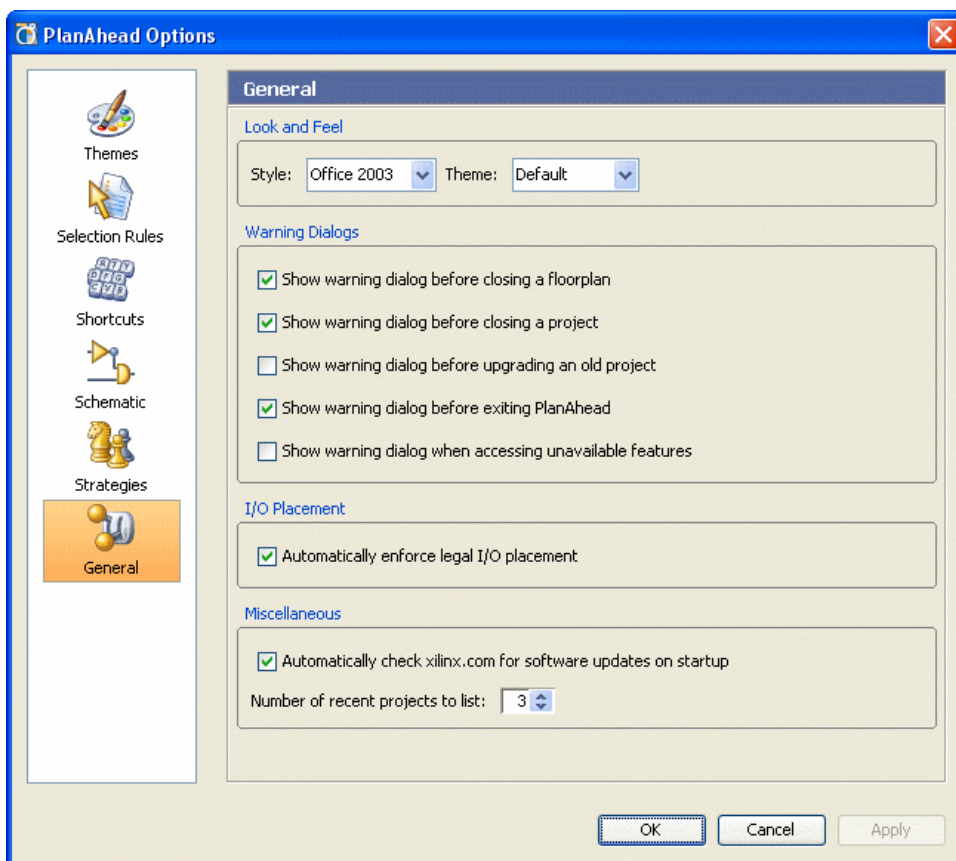 PlanAhead Options
Themes
Selection Rules
Shortcuts
Schematic
Strategies
General
General
Look and Feel
Style: Office 2003 Theme: Default
Warning Dialogs
Show warning dialog before closing a floorplan
Show warning dialog before closing a project
Show warning dialog before upgrading an old project
Show warning dialog before exiting PlanAhead
Show warning dialog when accessing unavailable features
I/O Placement
Automatically enforce legal I/O placement
Miscellaneous
Automatically check xilinx.com for software updates on startup
Number of recent projects to list: 3
OK Cancel Apply